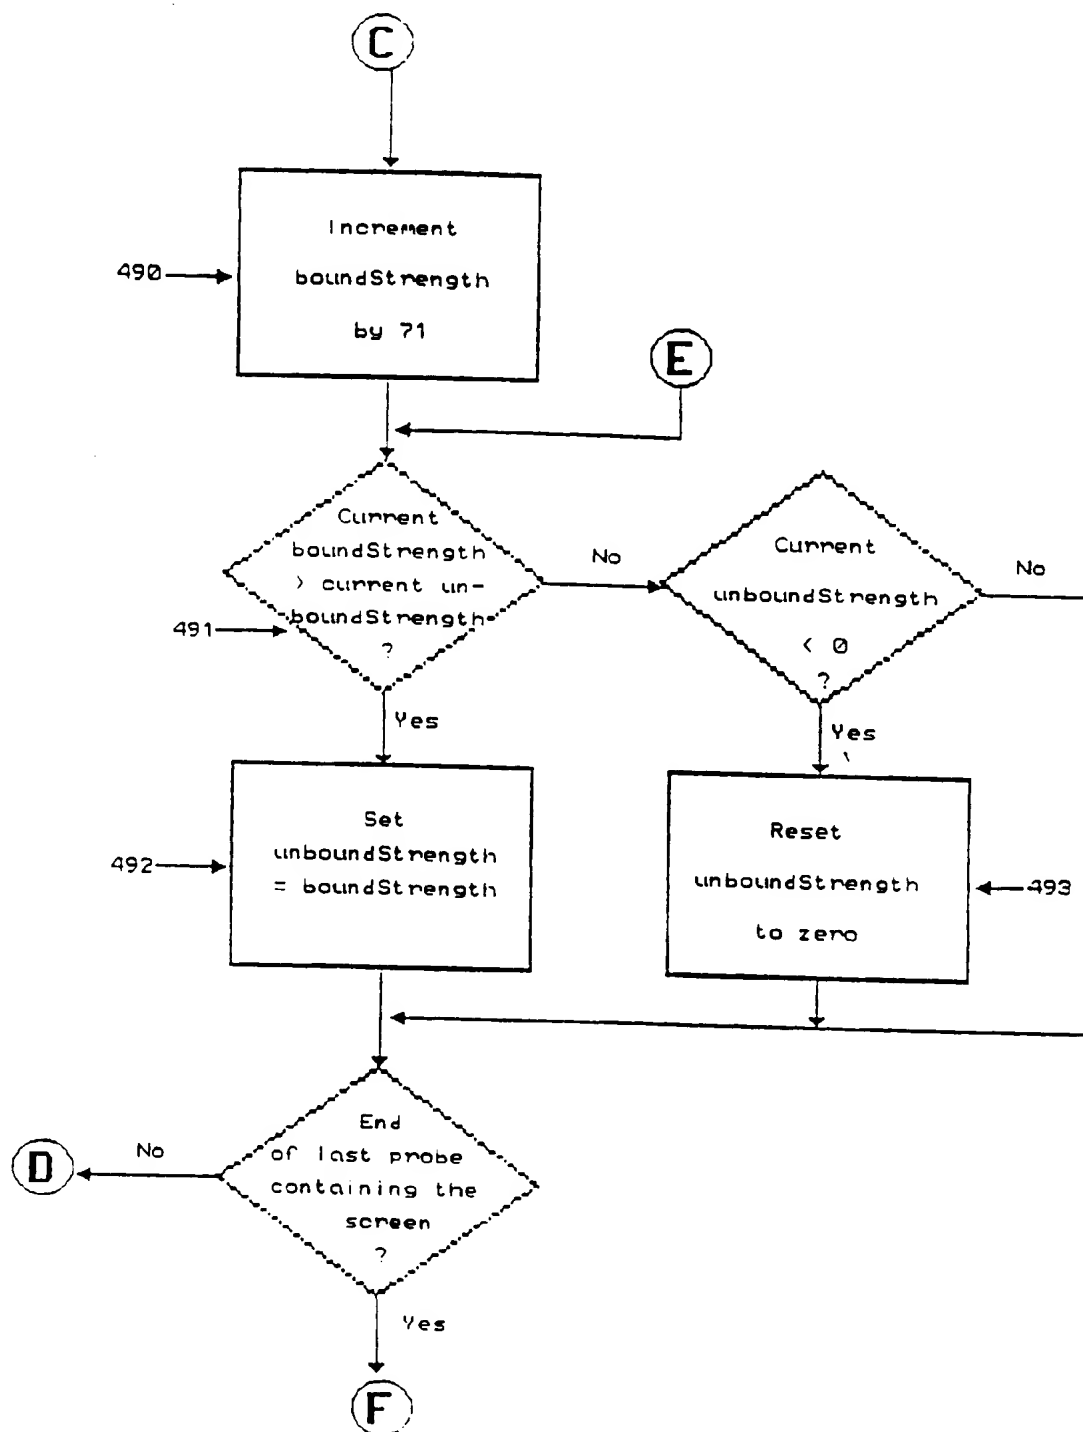 C
Increment
boundStrength
by 71
490
E
Current
boundStrength
> current un-
boundStrength
?
491
No
Current
unboundStrength
< 0
?
No
Yes
Yes
Set
unboundStrength
= boundStrength
492
Reset
unboundStrength
to zero
493
End
of last probe
containing the
screen
?
No
D
Yes
F